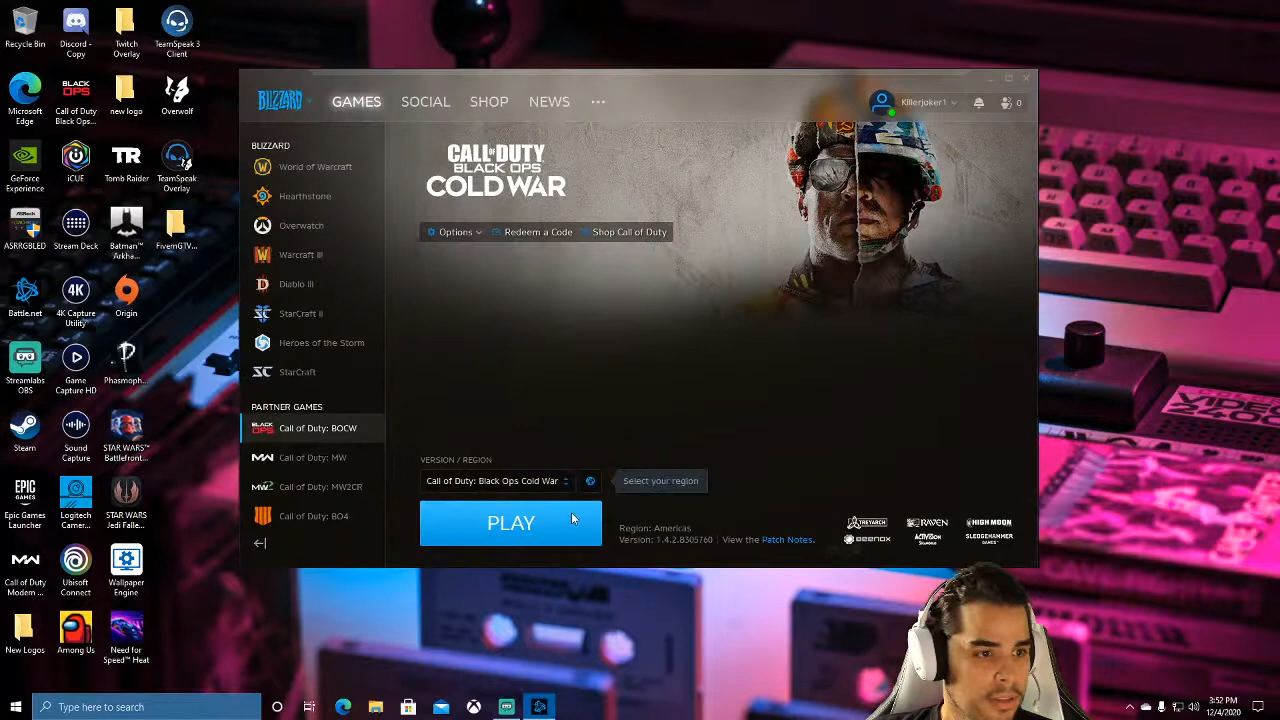 Recycle Bin
Discord - Copy
Twitch Overlay
TeamSpeak 3 Client
Microsoft Edge
Call of Duty Black Ops...
new logo
Overwolf
GeForce Experience
iCUE
Tomb Raider
TeamSpeak Overlay
ASRRGBLED
Stream Deck
Batman™ Arkha...
FivemGTV...
Battle.net
4K Capture Utility
Origin
Streamlabs OBS
Game Capture HD
Phasmoph...
Steam
Sound Capture
STAR WARS™ Battlefront...
Epic Games Launcher
Logitech Camer...
STAR WARS Jedi Falle...
Call of Duty Modern ...
Ubisoft Connect
Wallpaper Engine
New Logos
Among Us
Need for Speed™ Heat
BLIZZARD
GAMES
SOCIAL
SHOP
NEWS
Killerjoker1
0
BLIZZARD
World of Warcraft
Hearthstone
Overwatch
Warcraft III
Diablo III
StarCraft II
Heroes of the Storm
StarCraft
PARTNER GAMES
Call of Duty: BOCW
Call of Duty: MW
Call of Duty: MW2CR
Call of Duty: BO4
CALL OF DUTY
BLACK OPS
COLD WAR
Options
Redeem a Code
Shop Call of Duty
VERSION / REGION
Call of Duty: Black Ops Cold War
Select your region
PLAY
Region: Americas
Version: 1.4.2.8305760 | View the Patch Notes.
TREYARCH
RAVEN
HIGH MOON
beenox
ACTIVISION
SLEDGEHAMMER GAMES
VIDEO
240
Type here to search
3:52 PM
12/4/2020